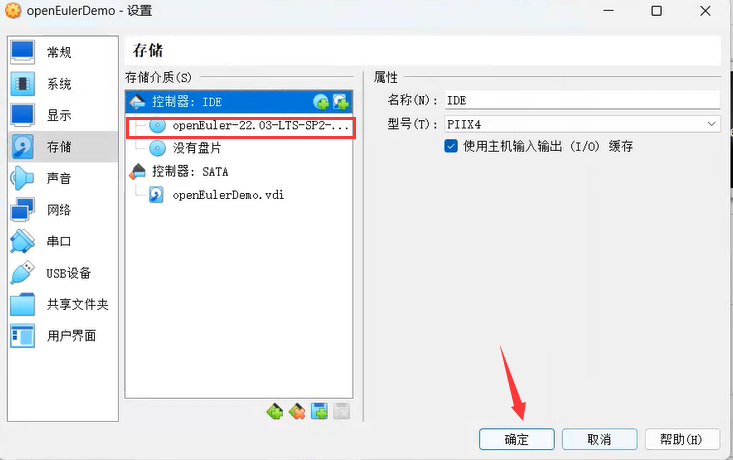 openEulerDemo - 设置
常规
系统
显示
存储
声音
网络
串口
USB设备
共享文件夹
用户界面
存储
存储介质(S)
控制器: IDE
openEuler-22.03-LTS-SP2-...
没有盘片
控制器: SATA
openEulerDemo.vdi
属性
名称(N): IDE
型号(T): PIIX4
使用主机输入输出 (I/O) 缓存
确定
取消
帮助(H)